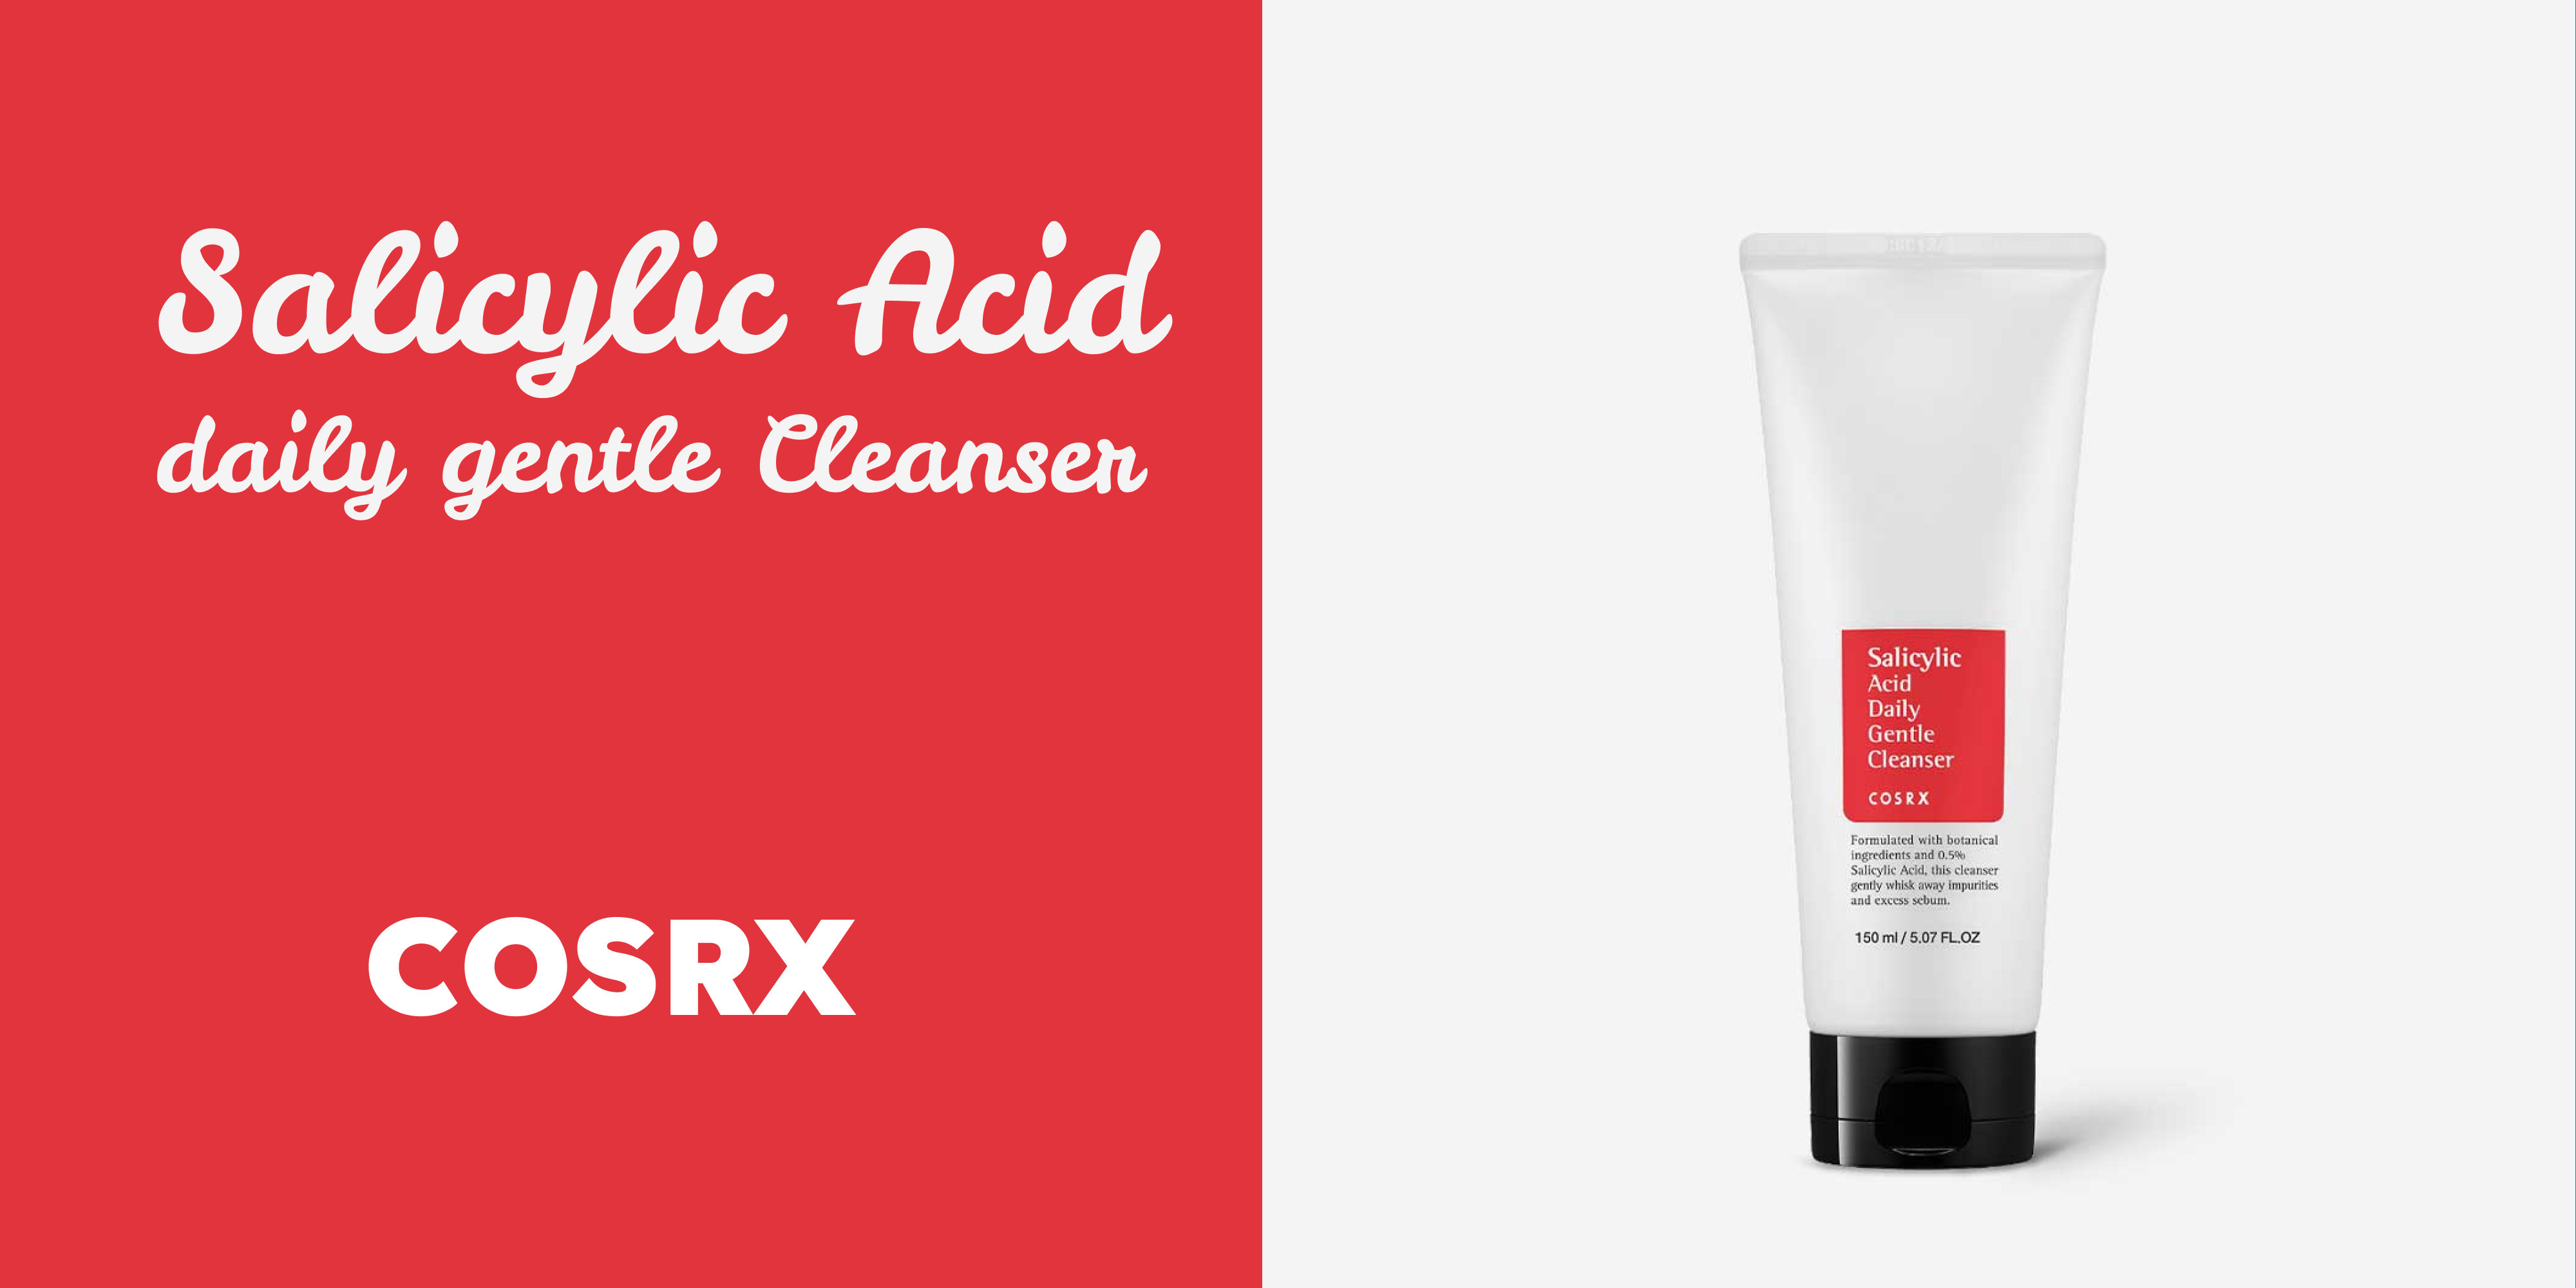 Salicylic Acid
daily gentle Cleanser
COSRX
Salicylic
Acid
Daily
Gentle
Cleanser
COSRX
Formulated with botanical
ingredients and 0.5%
Salicylic Acid, this cleanser
gently whisk away impurities
and excess sebum.
150 ml / 5.07 FL.OZ